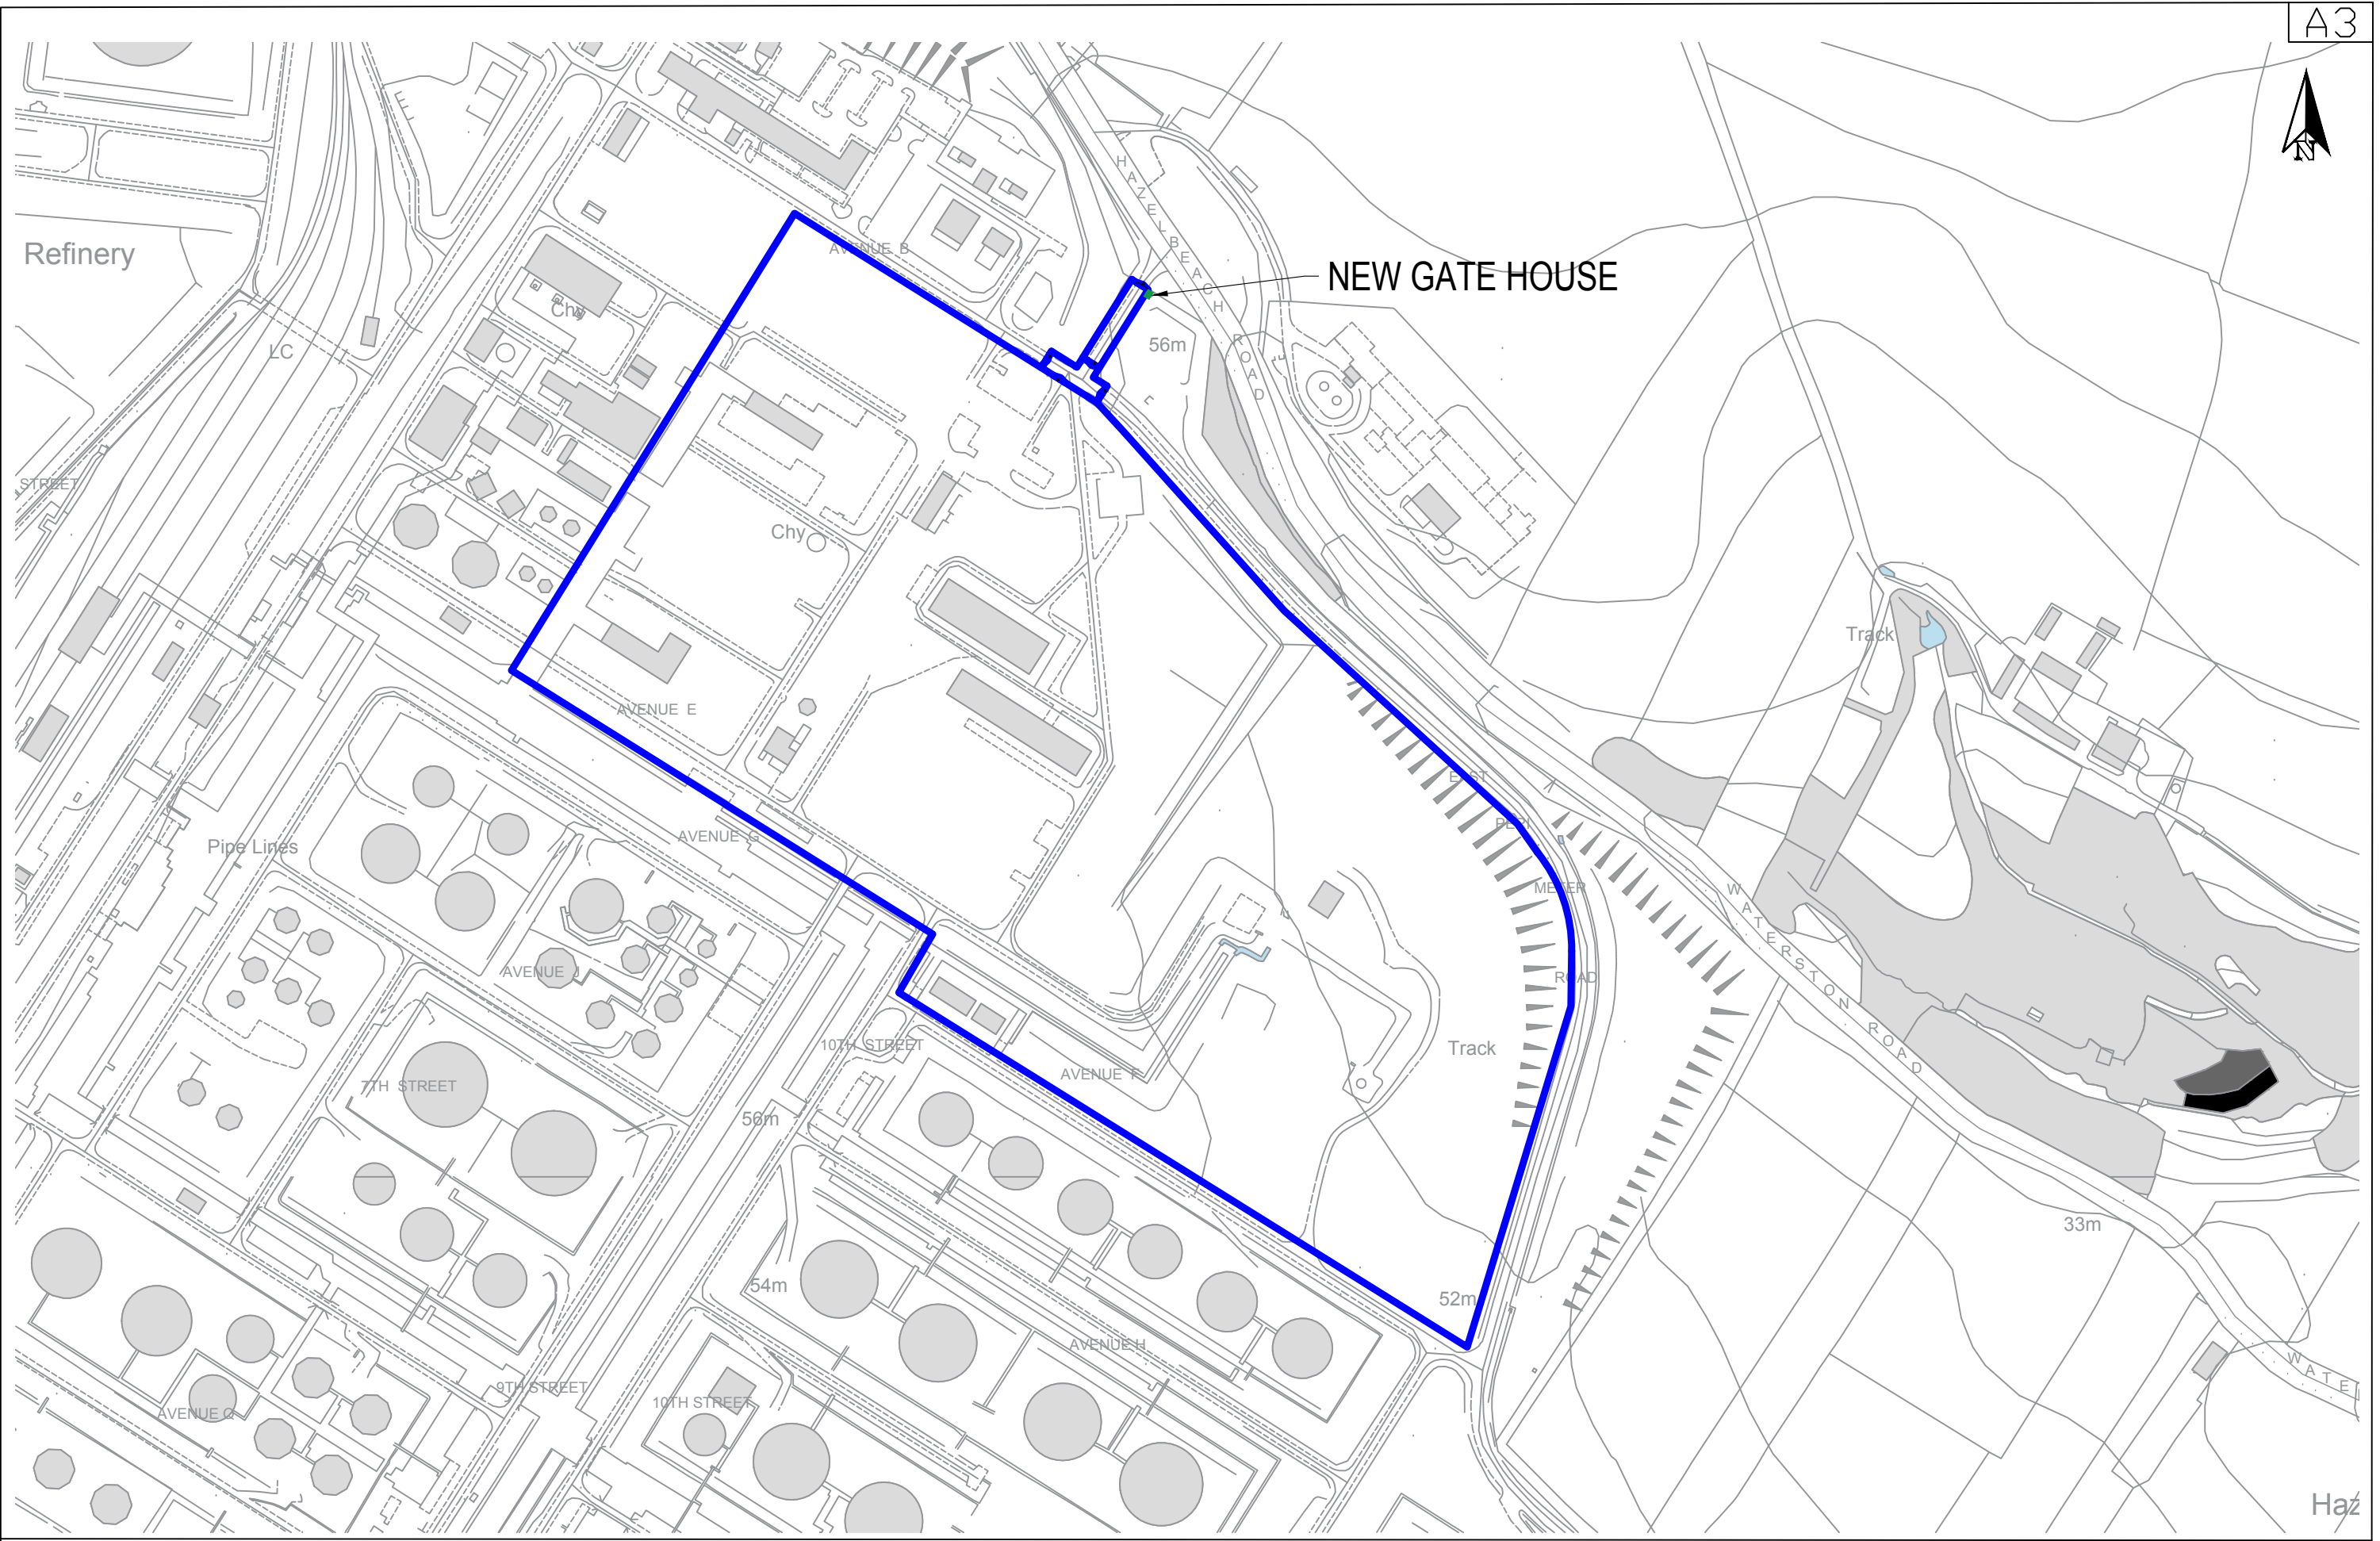 A3
N
HAZELBEACH ROAD
Refinery
AVENUE B
NEW GATE HOUSE
Chy
56m
LC
STREET
Chy
Track
AVENUE E
EAST
PERI
METER
ROAD
AVENUE G
Pipe Lines
WATERSTON ROAD
AVENUE J
10TH STREET
Track
AVENUE F
7TH STREET
56m
33m
54m
52m
AVENUE H
WATE
9TH STREET
10TH STREET
AVENUE Q
Haz